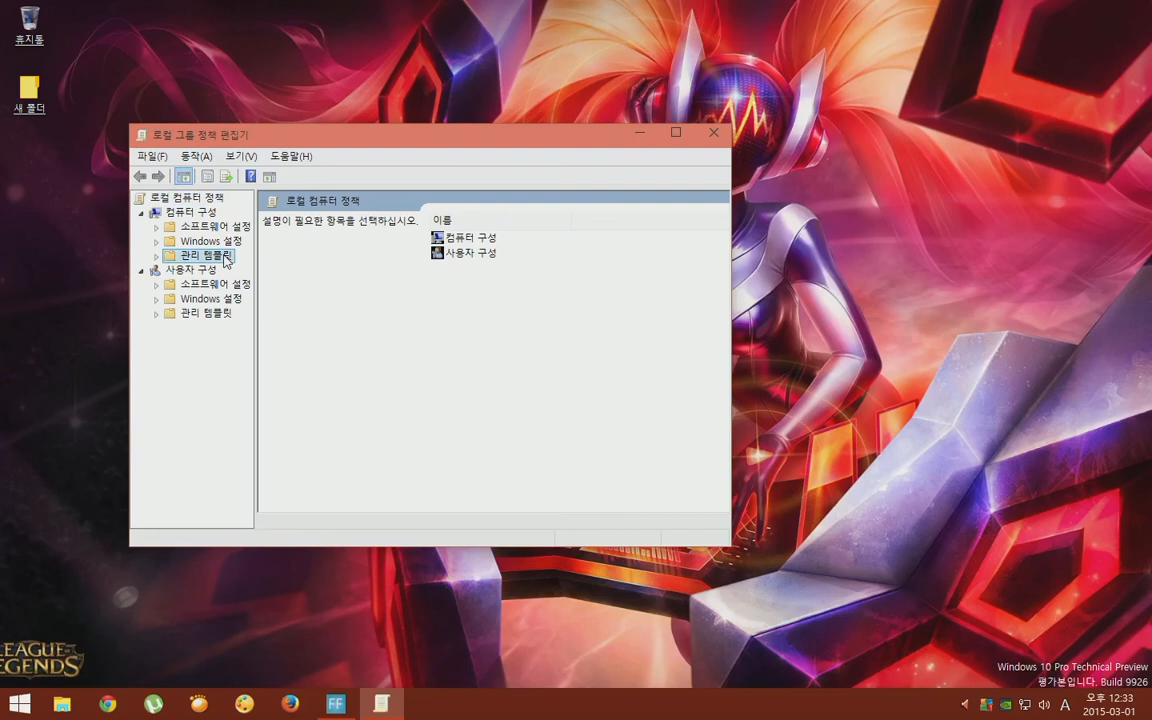 휴지통
새 폴더
로컬 그룹 정책 편집기
파일(F) 동작(A) 보기(V) 도움말(H)
로컬 컴퓨터 정책
컴퓨터 구성
소프트웨어 설정
Windows 설정
관리 템플릿
사용자 구성
소프트웨어 설정
Windows 설정
관리 템플릿
로컬 컴퓨터 정책
설명이 필요한 항목을 선택하십시오.
이름
컴퓨터 구성
사용자 구성
LEAGUE
LEGENDS
Windows 10 Pro Technical Preview
평가본입니다. Build 9926
FF
A
오후 12:33
2015-03-01